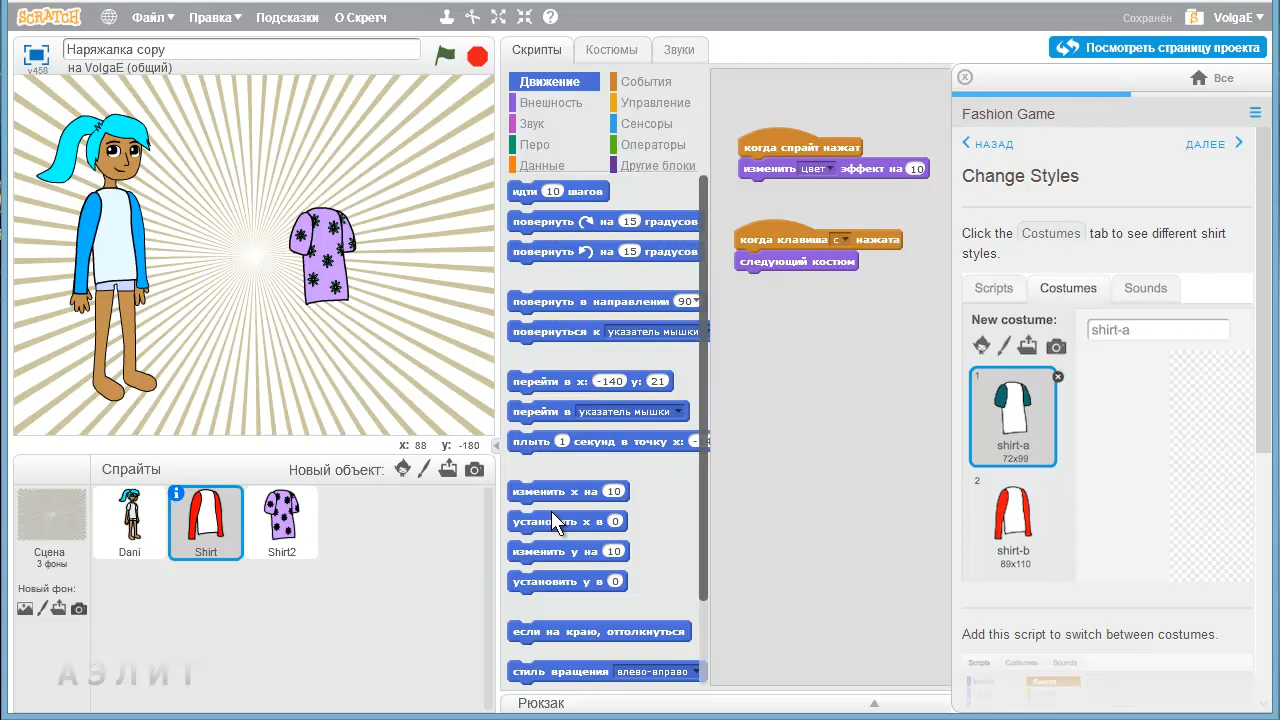 SCRATCH
Файл
Правка
Подсказки
О Скретч
Сохранён
S
VolgaE
v458
Наряжалка сору
на VolgaE (общий)
Скрипты
Костюмы
Звуки
Посмотреть страницу проекта
Движение
Внешность
Звук
Перо
Данные
События
Управление
Сенсоры
Операторы
Другие блоки
идти 10 шагов
повернуть на 15 градусов
повернуть на 15 градусов
повернуть в направлении 90
повернуться к указатель мышки
перейти в x: -140 y: 21
перейти в указатель мышки
плыть 1 секунд в точку x:
изменить x на 10
установить x в 0
изменить y на 10
установить y в 0
если на краю, оттолкнуться
стиль вращения влево-вправо
когда спрайт нажат
изменить цвет эффект на 10
когда клавиша c нажата
следующий костюм
x: 88 y: -180
Спрайты
Новый объект:
Сцена
3 фоны
Новый фон:
Dani
Shirt
Shirt2
АЭЛИТ
Рюкзак
Все
Fashion Game
НАЗАД
ДАЛЕЕ
Change Styles
Click the Costumes tab to see different shirt
styles.
Scripts
Costumes
Sounds
New costume:
shirt-a
1
shirt-a
72x99
2
shirt-b
89x110
Add this script to switch between costumes.
Scripts
Costumes
Sounds